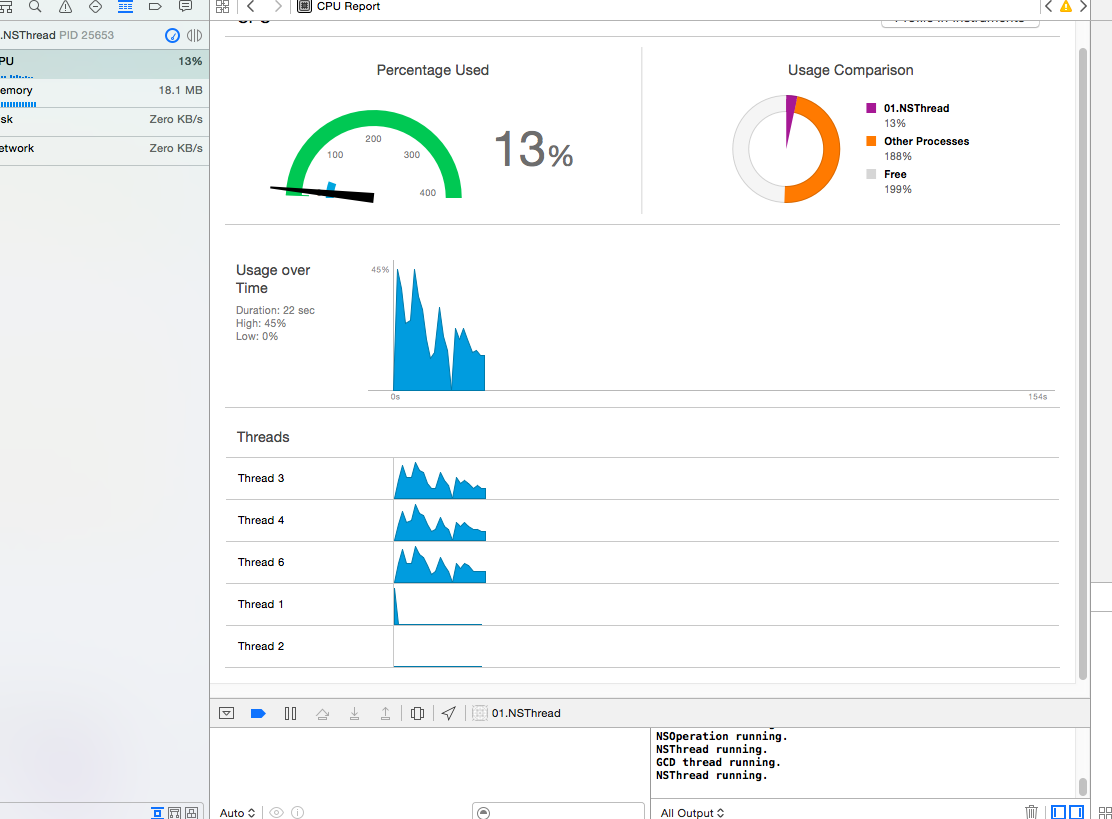 CPU Report
.NSThread PID 25653
PU 13%
emory 18.1 MB
sk Zero KB/s
etwork Zero KB/s
Percentage Used
100
200
300
400
13%
Usage Comparison
01.NSThread
13%
Other Processes
188%
Free
199%
Usage over
Time
Duration: 22 sec
High: 45%
Low: 0%
45%
0s
154s
Threads
Thread 3
Thread 4
Thread 6
Thread 1
Thread 2
01.NSThread
NSOperation running.
NSThread running.
GCD thread running.
NSThread running.
Auto
All Output